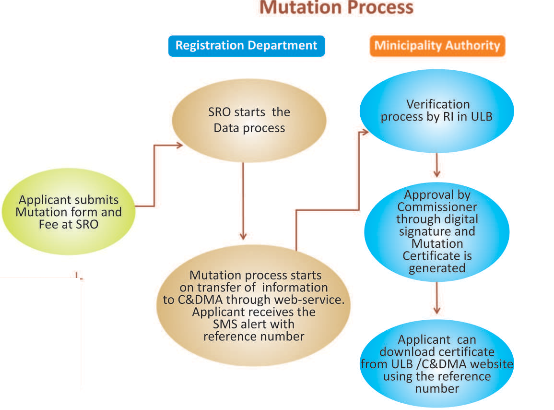 Mutation Process
Registration Department
Minicipality Authority
Applicant submits
Mutation form and
Fee at SRO
SRO starts the
Data process
Mutation process starts
on transfer of information
to C&DMA through web-service.
Applicant receives the
SMS alert with
reference number
Verification
process by RI in ULB
Approval by
Commissioner
through digital
signature and
Mutation
Certificate is
generated
Applicant can
download certificate
from ULB /C&DMA website
using the reference
number